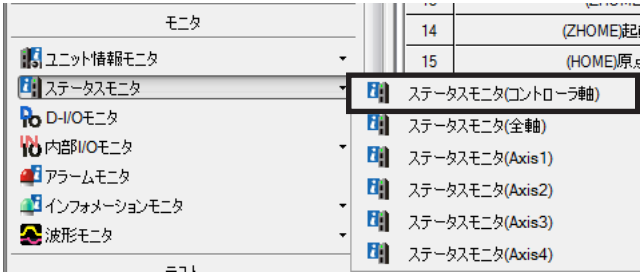 モニタ
ユニット情報モニタ
ステータスモニタ
D-I/Oモニタ
内部I/Oモニタ
アラームモニタ
インフォメーションモニタ
波形モニタ
14 (ZHOME)起
15 (HOME)原点
ステータスモニタ(コントローラ軸)
ステータスモニタ(全軸)
ステータスモニタ(Axis1)
ステータスモニタ(Axis2)
ステータスモニタ(Axis3)
ステータスモニタ(Axis4)